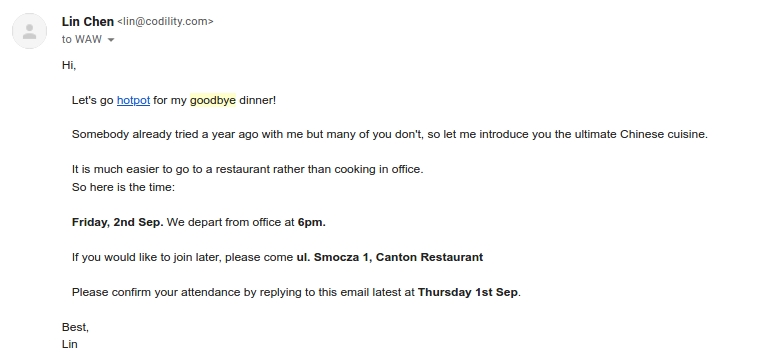 Lin Chen <lin@codility.com>
to WAW
Hi,
Let's go hotpot for my goodbye dinner!
Somebody already tried a year ago with me but many of you don't, so let me introduce you the ultimate Chinese cuisine.
It is much easier to go to a restaurant rather than cooking in office.
So here is the time:
Friday, 2nd Sep. We depart from office at 6pm.
If you would like to join later, please come ul. Smocza 1, Canton Restaurant
Please confirm your attendance by replying to this email latest at Thursday 1st Sep.
Best,
Lin